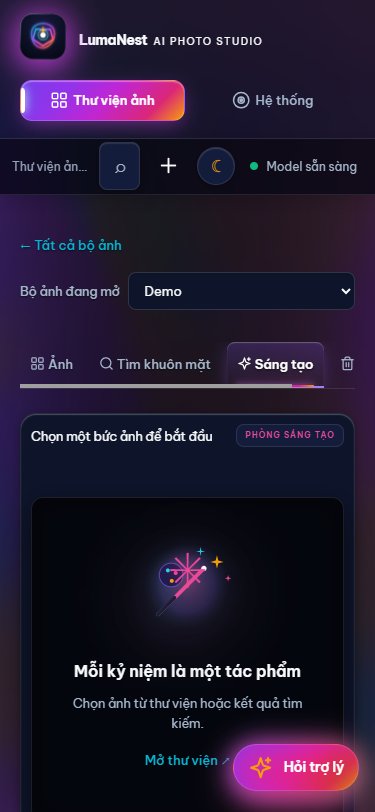 LumaNest AI PHOTO STUDIO
Thư viện ảnh
Hệ thống
Thư viện ản...
Model sẵn sàng
← Tất cả bộ ảnh
Bộ ảnh đang mở
Demo
Ảnh
Tìm khuôn mặt
Sáng tạo
Chọn một bức ảnh để bắt đầu
PHÒNG SÁNG TẠO
Mỗi kỷ niệm là một tác phẩm
Chọn ảnh từ thư viện hoặc kết quả tìm
kiếm.
Mở thư viện ↗
Hỏi trợ lý